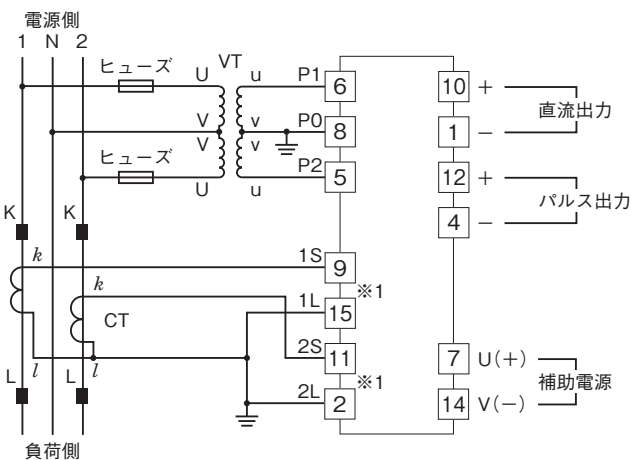 電源側
1 N 2
ヒューズ
U
VT
u
P1
6
10
+
直流出力
V
v
P0
8
1
−
V
v
ヒューズ
U
u
P2
5
12
+
パルス出力
4
−
K
K
k
1S
9
※1
k
1L
15
CT
2S
11
※1
7
U(+)
補助電源
L
l
L
l
2L
2
14
V(−)
負荷側